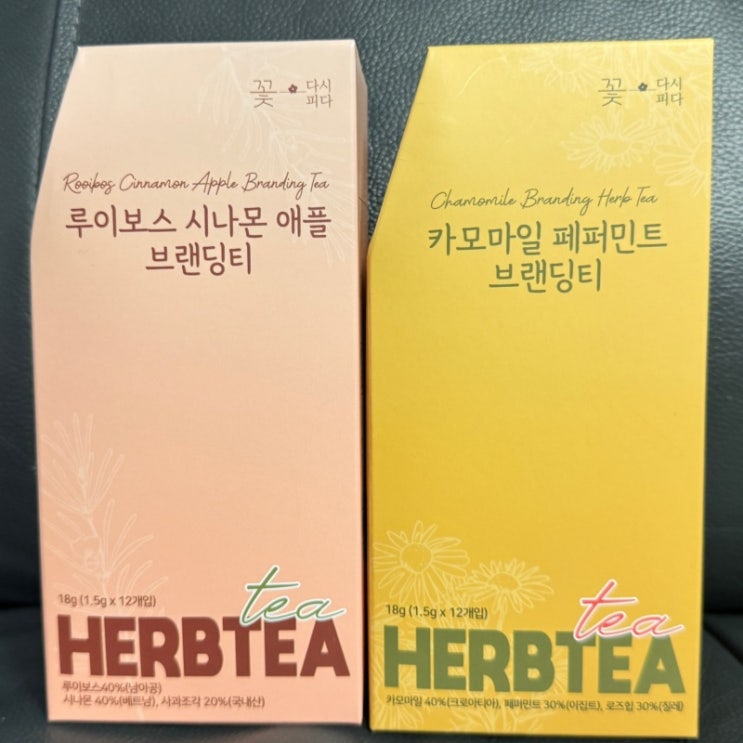 꽃 다시
피다
Rooibos Cinnamon Apple Branding Tea
루이보스 시나몬 애플
브랜딩티
18g (1.5g x 12개입)
tea
HERBTEA
루이보스40%(남아공)
시나몬 40%(베트남), 사과조각 20%(국내산)
꽃 다시
피다
Chamomile Branding Herb Tea
카모마일 페퍼민트
브랜딩티
18g (1.5g x 12개입)
tea
HERBTEA
카모마일 40%(크로아티아), 페퍼민트 30%(이집트), 로즈힙 30%(칠레)